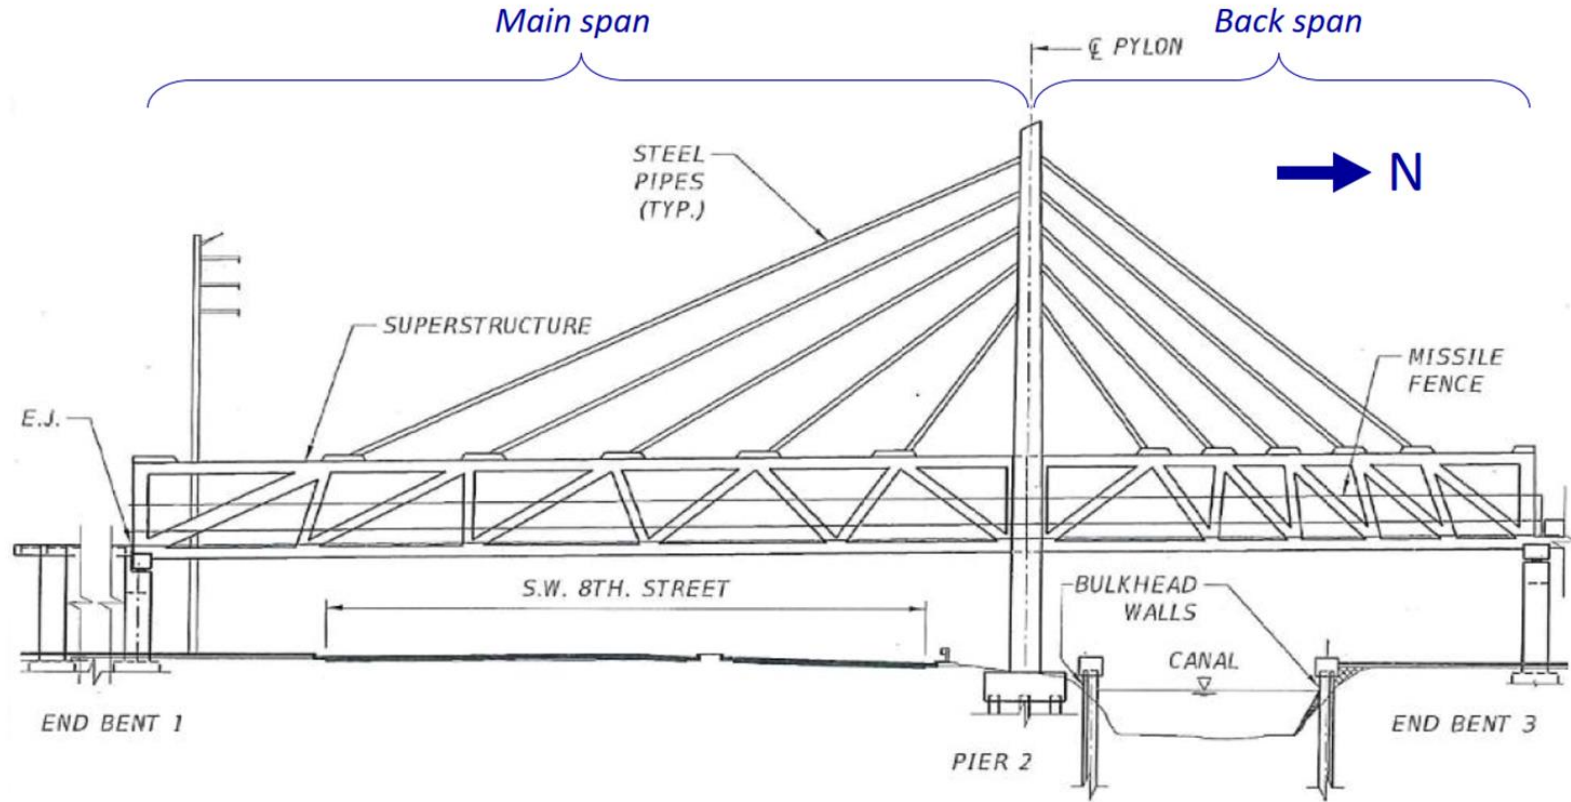 Main span
Back span
℄ PYLON
STEEL
PIPES
(TYP.)
N
SUPERSTRUCTURE
MISSILE
FENCE
E.J.
S.W. 8TH. STREET
BULKHEAD
WALLS
CANAL
END BENT 1
PIER 2
END BENT 3